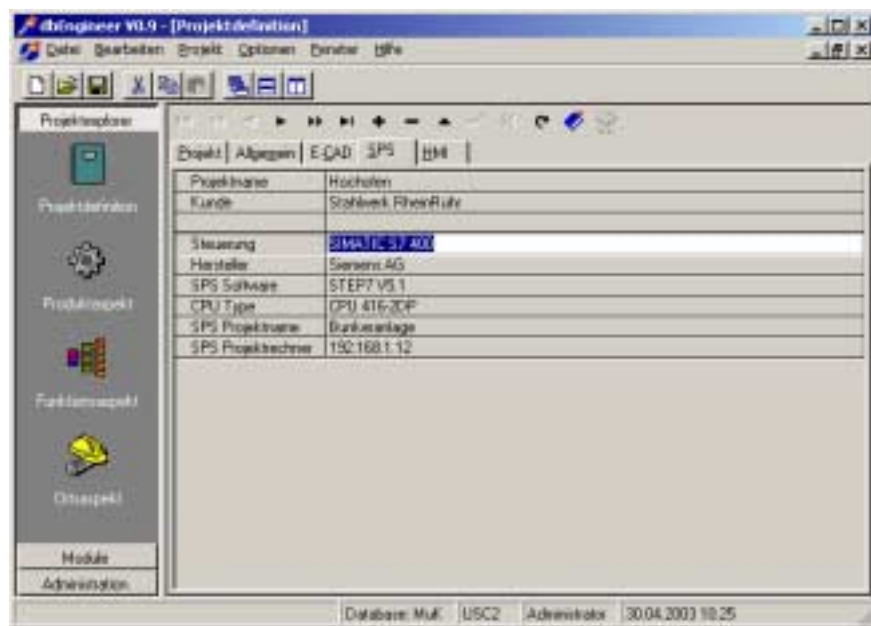 dbEngineer V0.9 - [Projektdefinition]
Datei Bearbeiten Projekt Optionen Fenster Hilfe
Projektexplorer
Projekt Allgemein E-CAD SPS HMI
Projektname Hochofen
Kunde Stahlwerk RheinRuhr
Steuerung SIMATIC S7 400
Hersteller Siemens AG
SPS Software STEP7 V5.1
CPU Type CPU 416-2DP
SPS Projektname Bunkeranlage
SPS Projektrechner 192.168.1.12
Projektdefinition
Produktaspekt
Funktionsaspekt
Ortsaspekt
Module
Administration
Database: MuK USC2 Administrator 30.04.2003 10:25